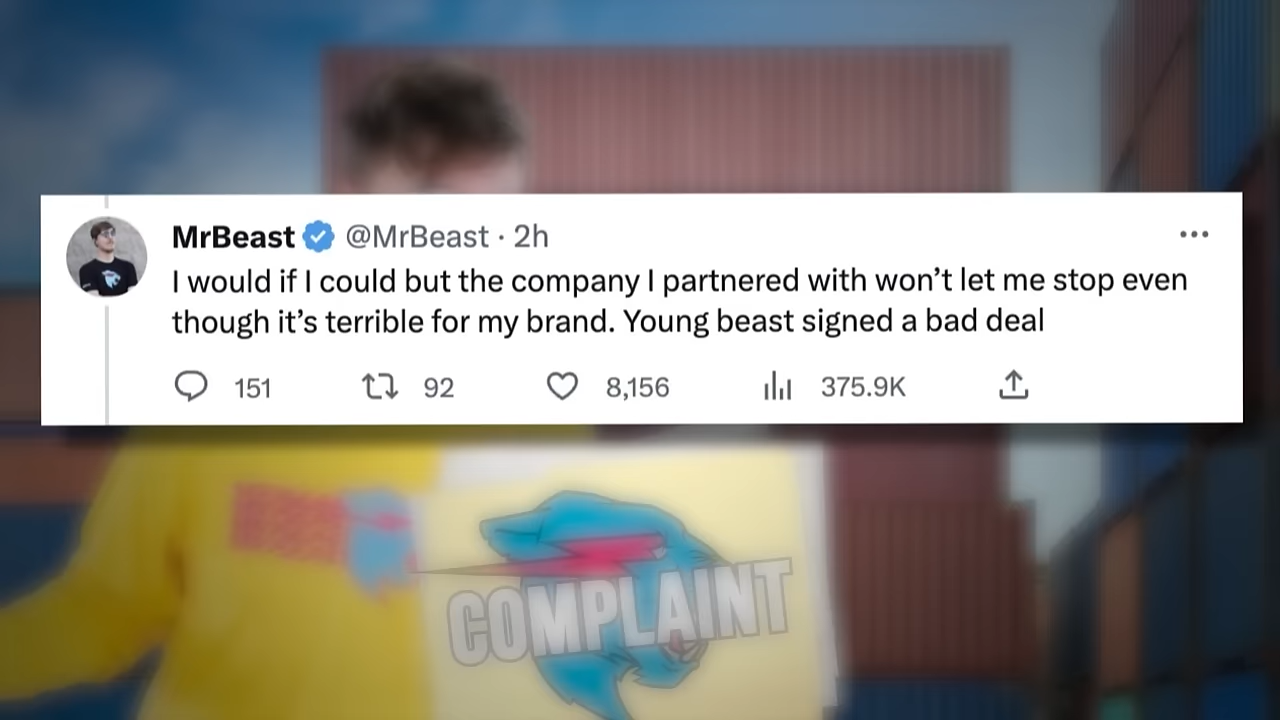 MrBeast @MrBeast · 2h
I would if I could but the company I partnered with won’t let me stop even
though it’s terrible for my brand. Young beast signed a bad deal
151 92 8,156 375.9K
COMPLAINT